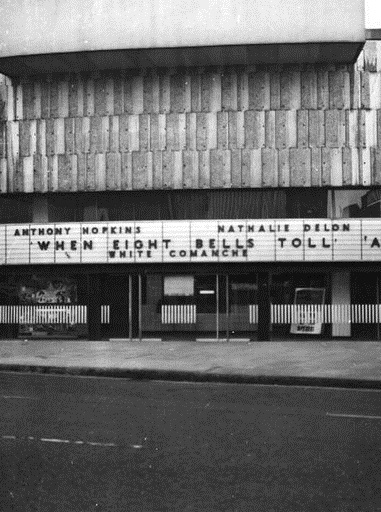 ANTHONY HOPKINS NATHALIE DELON
'WHEN EIGHT BELLS TOLL' 'A
WHITE COMANCHE